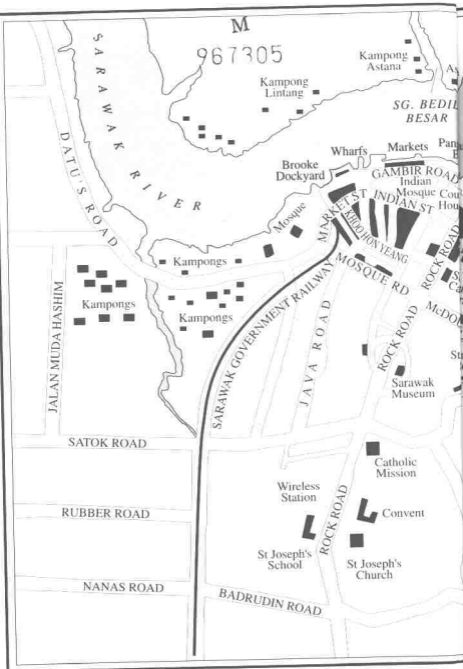 M
967305
SARAWAK RIVER
Kampong
Astana
Kampong
Lintang
SG. BEDIL
BESAR
DATU'S ROAD
Wharfs
Markets
Brooke
Dockyard
GAMBIR ROAD
Indian
Mosque
INDIAN ST
MARKET ST
KHOO HUN YEANG
Mosque
Kampongs
MOSQUE RD
ROCK ROAD
Kampongs
Kampongs
JALAN MUDA HASHIM
SARAWAK GOVERNMENT RAILWAY
JAVA ROAD
ROCK ROAD
Sarawak
Museum
SATOK ROAD
Catholic
Mission
Wireless
Station
RUBBER ROAD
ROCK ROAD
Convent
St Joseph's
School
St Joseph's
Church
NANAS ROAD
BADRUDIN ROAD